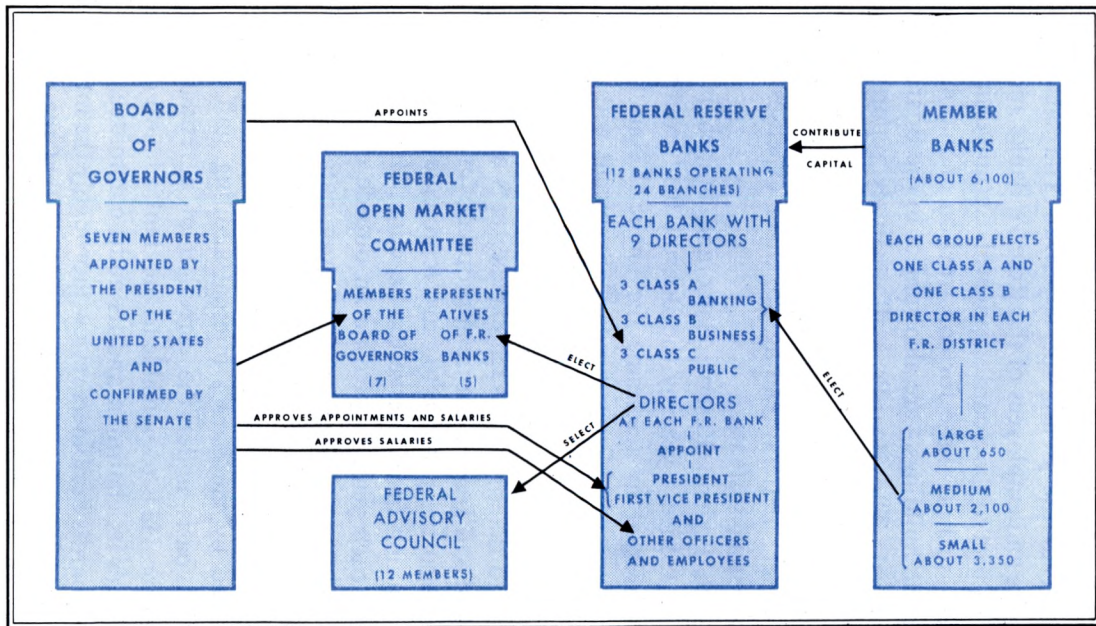 BOARD
OF
GOVERNORS
SEVEN MEMBERS
APPOINTED BY
THE PRESIDENT
OF THE
UNITED STATES
AND
CONFIRMED BY
THE SENATE
APPOINTS
FEDERAL
OPEN MARKET
COMMITTEE
MEMBERS
OF THE
BOARD OF
GOVERNORS
(7)
REPRESENT-
ATIVES
OF F.R.
BANKS
(5)
ELECT
APPROVES APPOINTMENTS AND SALARIES
APPROVES SALARIES
SELECT
FEDERAL
ADVISORY
COUNCIL
(12 MEMBERS)
FEDERAL RESERVE
BANKS
(12 BANKS OPERATING
24 BRANCHES)
EACH BANK WITH
9 DIRECTORS
3 CLASS A
BANKING
3 CLASS B
BUSINESS
3 CLASS C
PUBLIC
DIRECTORS
AT EACH F.R. BANK
APPOINT
PRESIDENT
FIRST VICE PRESIDENT
AND
OTHER OFFICERS
AND EMPLOYEES
CONTRIBUTE
CAPITAL
ELECT
MEMBER
BANKS
(ABOUT 6,100)
EACH GROUP ELECTS
ONE CLASS A AND
ONE CLASS B
DIRECTOR IN EACH
F.R. DISTRICT
LARGE
ABOUT 650
MEDIUM
ABOUT 2,100
SMALL
ABOUT 3,350